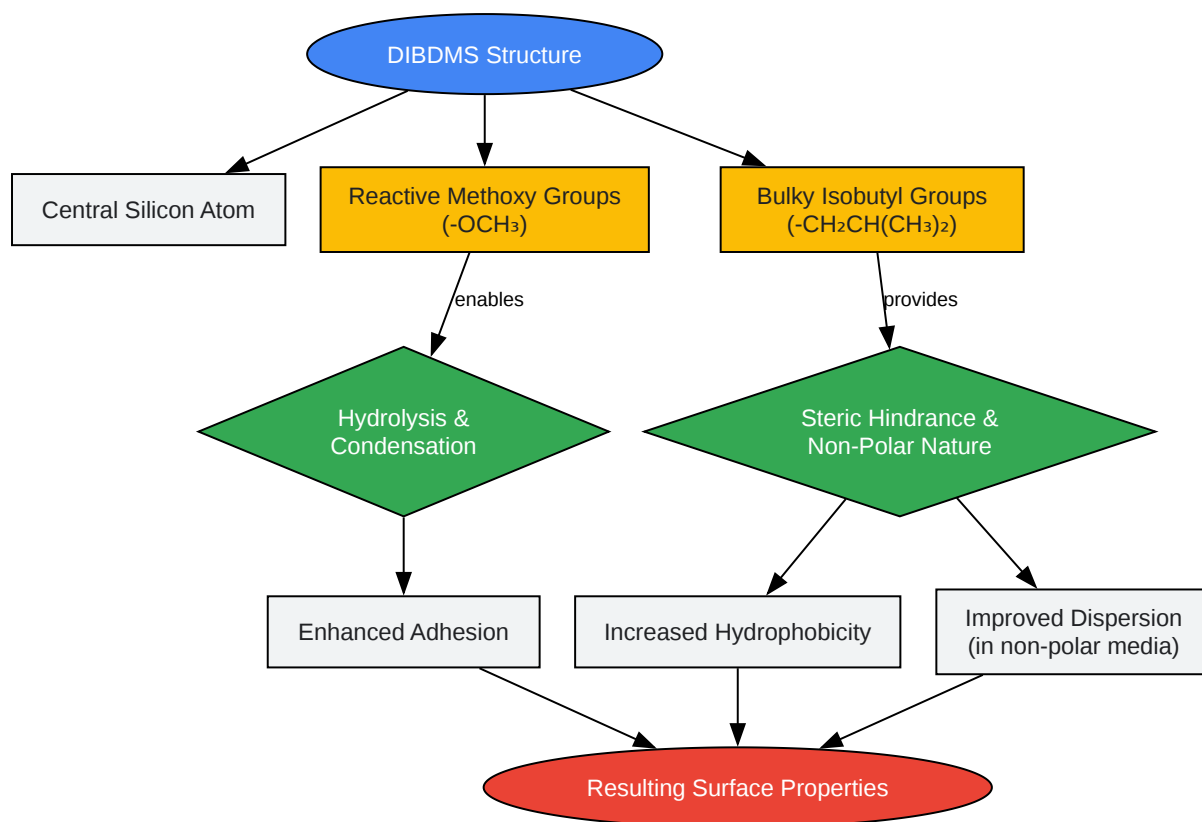 DIBDMS Structure
Central Silicon Atom
Reactive Methoxy Groups
(-OCH₃)
Bulky Isobutyl Groups
(-CH₂CH(CH₃)₂)
enables
provides
Hydrolysis &
Condensation
Steric Hindrance &
Non-Polar Nature
Enhanced Adhesion
Increased Hydrophobicity
Improved Dispersion
(in non-polar media)
Resulting Surface Properties